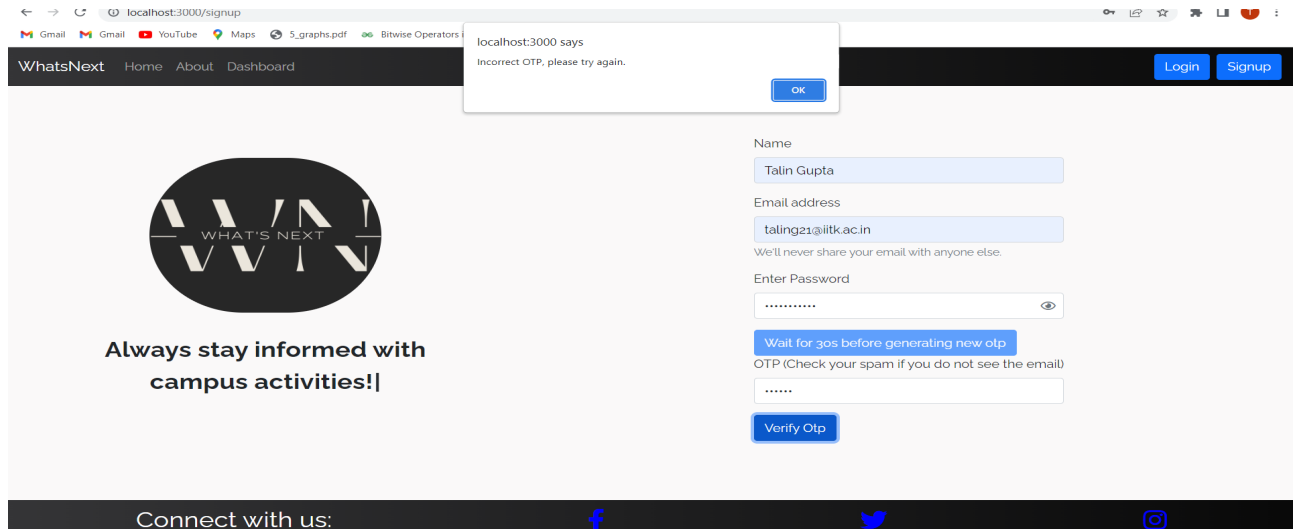 localhost:3000/signup
Gmail Gmail YouTube Maps 5_graphs.pdf Bitwise Operators i
localhost:3000 says
Incorrect OTP, please try again.
OK
WhatsNext Home About Dashboard
Login Signup
WN
WHAT'S NEXT
WN
Always stay informed with
campus activities!|
Name
Talin Gupta
Email address
taling21@iitk.ac.in
We'll never share your email with anyone else.
Enter Password
•••••••••••
Wait for 30s before generating new otp
OTP (Check your spam if you do not see the email)
••••••
Verify Otp
Connect with us: